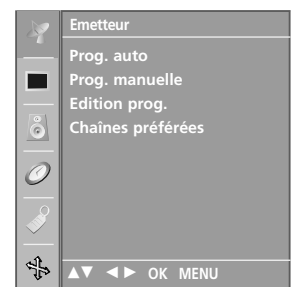 Emetteur
Prog. auto
Prog. manuelle
Edition prog.
Chaînes préférées
▲▼ ◄► OK MENU